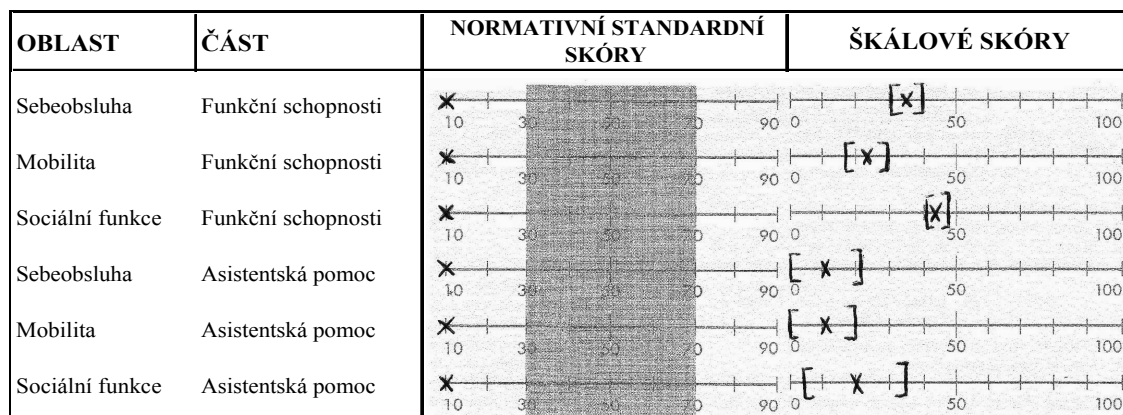 OBLAST ČÁST NORMATIVNÍ STANDARDNÍ SKÓRY ŠKÁLOVÉ SKÓRY
Sebeobsluha Funkční schopnosti
10 30 50 70 90 0 50 100
Mobilita Funkční schopnosti
10 30 50 70 90 0 50 100
Sociální funkce Funkční schopnosti
10 30 50 70 90 0 50 100
Sebeobsluha Asistentská pomoc
10 30 50 70 90 0 50 100
Mobilita Asistentská pomoc
10 30 50 70 90 0 50 100
Sociální funkce Asistentská pomoc
10 30 50 70 90 0 50 100